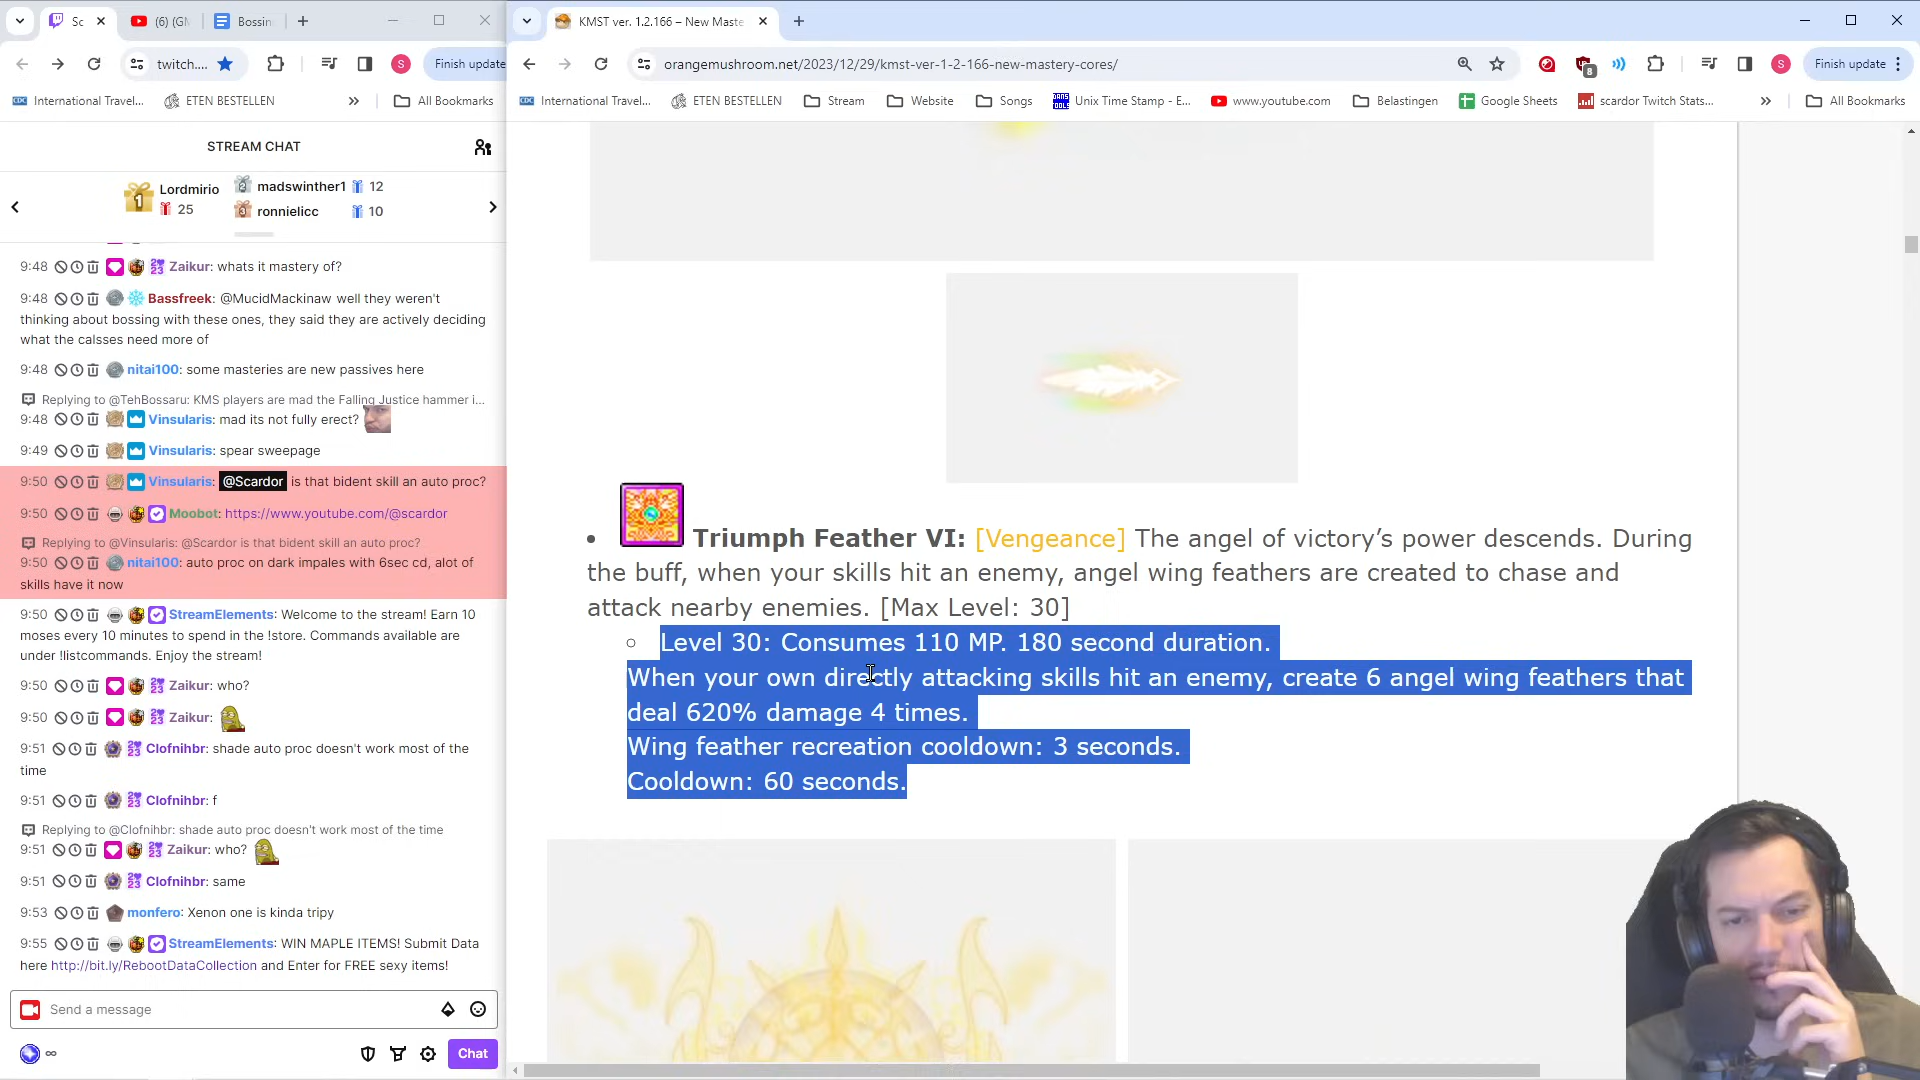 Sc
(6) (GM
Bossin
KMST ver. 1.2.166 – New Maste
twitch....
Finish update
orangemushroom.net/2023/12/29/kmst-ver-1-2-166-new-mastery-cores/
8
Finish update
International Travel...
ETEN BESTELLEN
All Bookmarks
International Travel...
ETEN BESTELLEN
Stream
Website
Songs
Unix Time Stamp - E...
www.youtube.com
Belastingen
Google Sheets
scardor Twitch Stats...
All Bookmarks
STREAM CHAT
1
Lordmirio
25
2
madswinther1
12
3
ronnielicc
10
9:48 Zaikur: whats it mastery of?
9:48 Bassfreek: @MucidMackinaw well they weren't
thinking about bossing with these ones, they said they are actively deciding
what the calsses need more of
9:48 nitai100: some masteries are new passives here
Replying to @TehBossaru: KMS players are mad the Falling Justice hammer i...
9:48 Vinsularis: mad its not fully erect?
9:49 Vinsularis: spear sweepage
9:50 Vinsularis: @Scardor is that bident skill an auto proc?
9:50 Moobot: https://www.youtube.com/@scardor
Replying to @Vinsularis: @Scardor is that bident skill an auto proc?
9:50 nitai100: auto proc on dark impales with 6sec cd, alot of
skills have it now
9:50 StreamElements: Welcome to the stream! Earn 10
moses every 10 minutes to spend in the !store. Commands available are
under !listcommands. Enjoy the stream!
9:50 Zaikur: who?
9:50 Zaikur:
9:51 Clofnihbr: shade auto proc doesn't work most of the
time
9:51 Clofnihbr: f
Replying to @Clofnihbr: shade auto proc doesn't work most of the time
9:51 Zaikur: who?
9:51 Clofnihbr: same
9:53 monfero: Xenon one is kinda tripy
9:55 StreamElements: WIN MAPLE ITEMS! Submit Data
here http://bit.ly/RebootDataCollection and Enter for FREE sexy items!
Send a message
∞
Chat
Triumph Feather VI: [Vengeance] The angel of victory’s power descends. During
the buff, when your skills hit an enemy, angel wing feathers are created to chase and
attack nearby enemies. [Max Level: 30]
Level 30: Consumes 110 MP. 180 second duration.
When your own directly attacking skills hit an enemy, create 6 angel wing feathers that
deal 620% damage 4 times.
Wing feather recreation cooldown: 3 seconds.
Cooldown: 60 seconds.